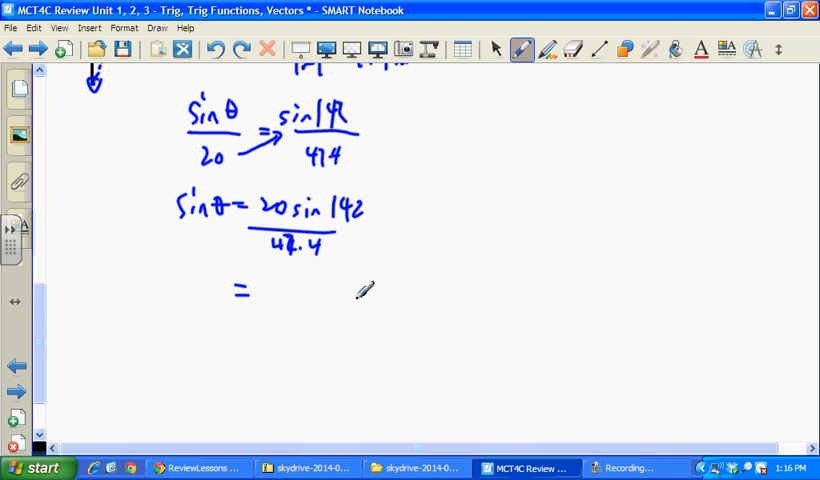 MCT4C Review Unit 1, 2, 3 - Trig, Trig Functions, Vectors * - SMART Notebook
File Edit View Insert Format Draw Help
sin θ = sin 142
20 47.4
sin θ = 20 sin 142
47.4
=
start
ReviewLessons ...
skydrive-2014-0...
skydrive-2014-0...
MCT4C Review ...
Recording...
1:16 PM